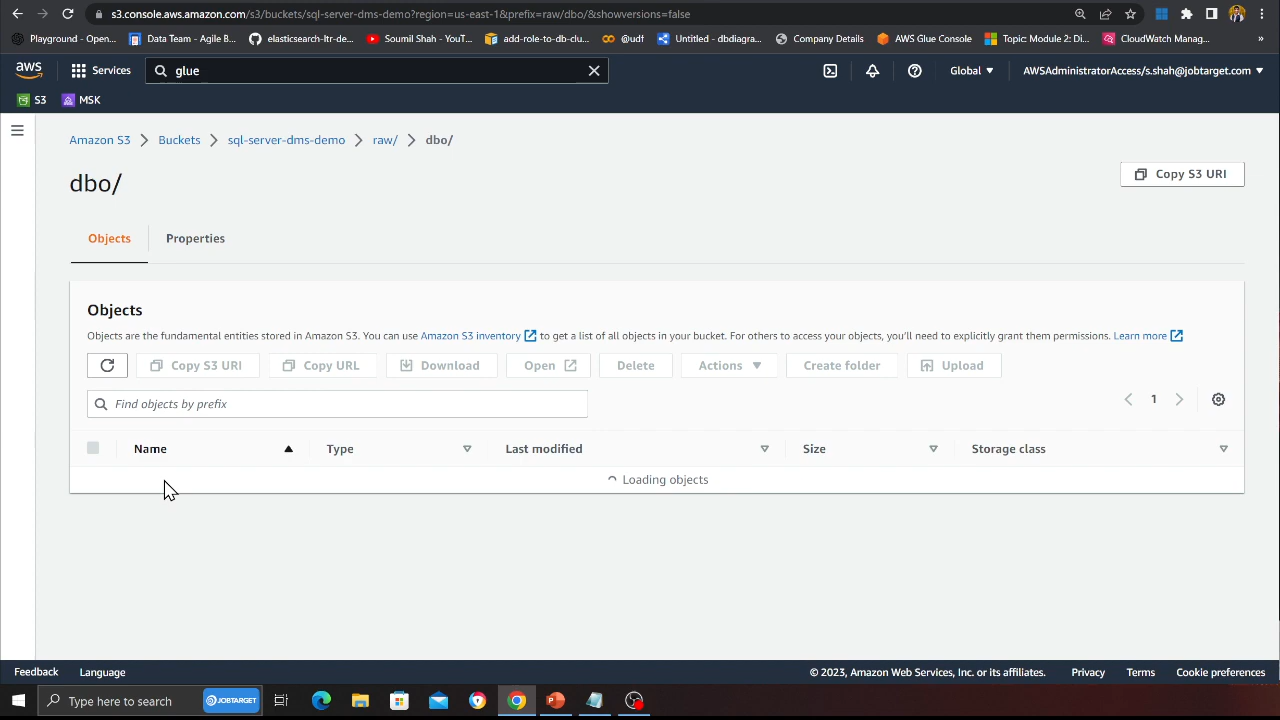 s3.console.aws.amazon.com/s3/buckets/sql-server-dms-demo?region=us-east-1&prefix=raw/dbo/&showversions=false
Playground - Open... Data Team - Agile B... elasticsearch-ltr-de... Soumil Shah - YouT... add-role-to-db-clu... @udf Untitled - dbdiagra... Company Details AWS Glue Console Topic Module 2: Di... CloudWatch Manag... »
aws Services glue Global AWSAdministratorAccess/s.shah@jobtarget.com
S3 MSK
Amazon S3 Buckets sql-server-dms-demo raw/ dbo/
dbo/
Copy S3 URI
Objects Properties
Objects
Objects are the fundamental entities stored in Amazon S3. You can use Amazon S3 inventory to get a list of all objects in your bucket. For others to access your objects, you'll need to explicitly grant them permissions. Learn more
Copy S3 URI Copy URL Download Open Delete Actions Create folder Upload
Find objects by prefix 1
Name Type Last modified Size Storage class
Loading objects
Feedback Language © 2023, Amazon Web Services, Inc. or its affiliates. Privacy Terms Cookie preferences
Type here to search JOBTARGET